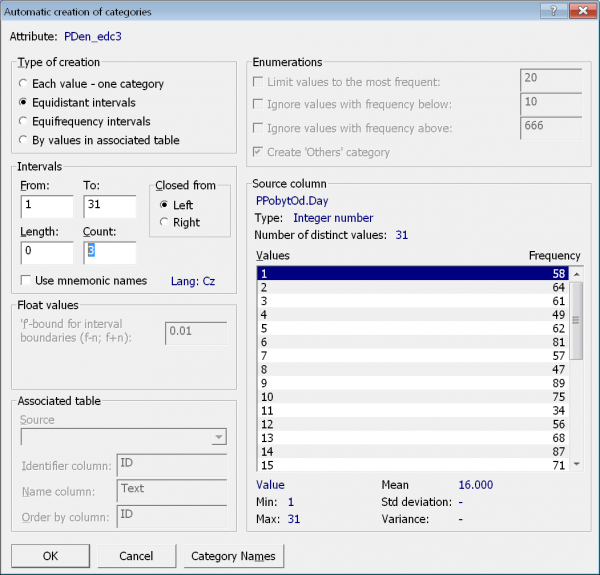 Automatic creation of categories
Attribute: PDen_edc3
Type of creation
Each value - one category
Equidistant intervals
Equifrequency intervals
By values in associated table
Intervals
From: To:
1 31
Length: Count:
0 3
Closed from
Left
Right
Use mnemonic names Lang: Cz
Float values
'f'-bound for interval
boundaries (f-n; f+n):
0.01
Associated table
Source
Identifier column: ID
Name column: Text
Order by column: ID
Enumerations
Limit values to the most frequent: 20
Ignore values with frequency below: 10
Ignore values with frequency above: 666
Create 'Others' category
Source column
PPobytOd.Day
Type: Integer number
Number of distinct values: 31
Values Frequency
1 58
2 64
3 61
4 49
5 62
6 81
7 57
8 47
9 89
10 75
11 34
12 56
13 68
14 87
15 71
Value Mean 16.000
Min: 1 Std deviation: -
Max: 31 Variance: -
OK Cancel Category Names